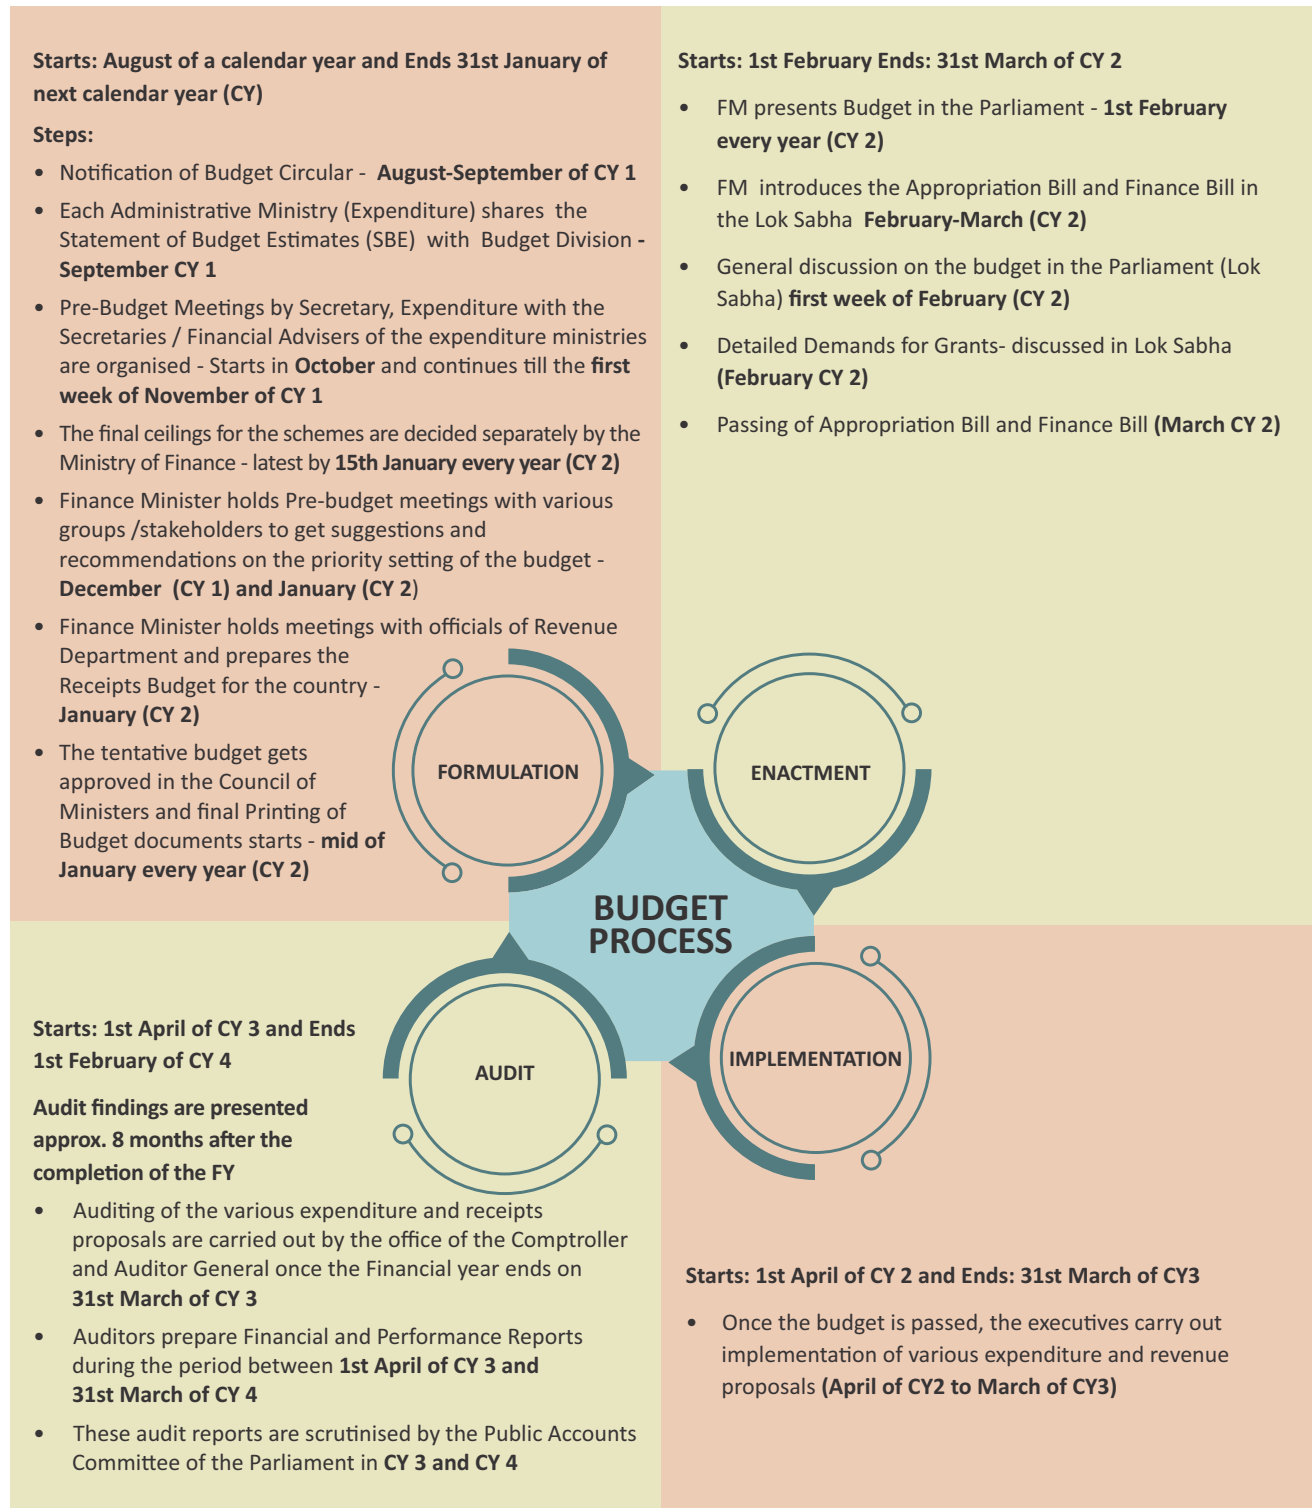 Starts: August of a calendar year and Ends 31st January of
next calendar year (CY)
Steps:
• Notification of Budget Circular - August-September of CY 1
• Each Administrative Ministry (Expenditure) shares the
Statement of Budget Estimates (SBE) with Budget Division -
September CY 1
• Pre-Budget Meetings by Secretary, Expenditure with the
Secretaries / Financial Advisers of the expenditure ministries
are organised - Starts in October and continues till the first
week of November of CY 1
• The final ceilings for the schemes are decided separately by the
Ministry of Finance - latest by 15th January every year (CY 2)
• Finance Minister holds Pre-budget meetings with various
groups /stakeholders to get suggestions and
recommendations on the priority setting of the budget -
December (CY 1) and January (CY 2)
• Finance Minister holds meetings with officials of Revenue
Department and prepares the
Receipts Budget for the country -
January (CY 2)
• The tentative budget gets
approved in the Council of
Ministers and final Printing of
Budget documents starts - mid of
January every year (CY 2)
FORMULATION
Starts: 1st February Ends: 31st March of CY 2
• FM presents Budget in the Parliament - 1st February
every year (CY 2)
• FM introduces the Appropriation Bill and Finance Bill in
the Lok Sabha February-March (CY 2)
• General discussion on the budget in the Parliament (Lok
Sabha) first week of February (CY 2)
• Detailed Demands for Grants- discussed in Lok Sabha
(February CY 2)
• Passing of Appropriation Bill and Finance Bill (March CY 2)
ENACTMENT
BUDGET
PROCESS
Starts: 1st April of CY 3 and Ends
1st February of CY 4
Audit findings are presented
approx. 8 months after the
completion of the FY
• Auditing of the various expenditure and receipts
proposals are carried out by the office of the Comptroller
and Auditor General once the Financial year ends on
31st March of CY 3
• Auditors prepare Financial and Performance Reports
during the period between 1st April of CY 3 and
31st March of CY 4
• These audit reports are scrutinised by the Public Accounts
Committee of the Parliament in CY 3 and CY 4
AUDIT
IMPLEMENTATION
Starts: 1st April of CY 2 and Ends: 31st March of CY3
• Once the budget is passed, the executives carry out
implementation of various expenditure and revenue
proposals (April of CY2 to March of CY3)